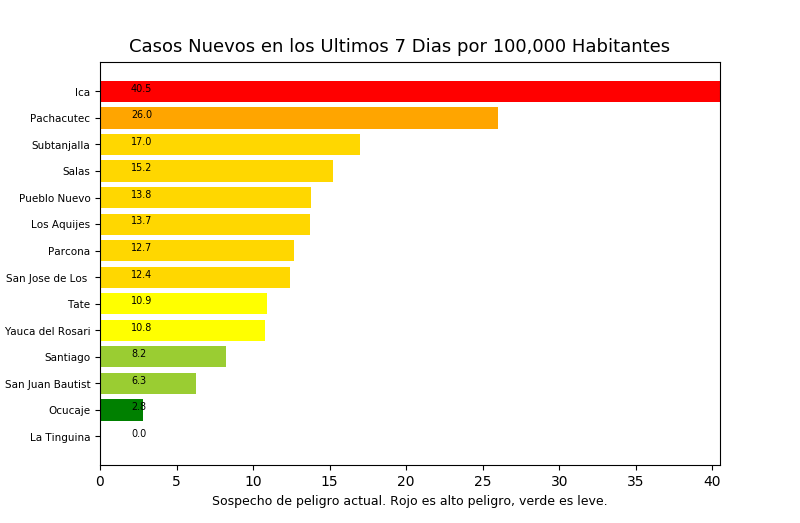 Casos Nuevos en los Ultimos 7 Dias por 100,000 Habitantes
Ica 40.5
Pachacutec 26.0
Subtanjalla 17.0
Salas 15.2
Pueblo Nuevo 13.8
Los Aquijes 13.7
Parcona 12.7
San Jose de Los 12.4
Tate 10.9
Yauca del Rosari 10.8
Santiago 8.2
San Juan Bautist 6.3
Ocucaje 2.8
La Tinguina 0.0
0 5 10 15 20 25 30 35 40
Sospecho de peligro actual. Rojo es alto peligro, verde es leve.